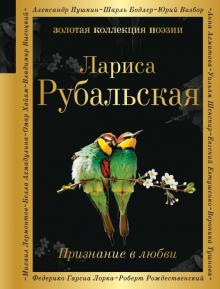 Александр Пушкин•Шарль Бодлер•Юрий Визбор
ЗОЛОТАЯ КОЛЛЕКЦИЯ ПОЭЗИИ
Лариса
Рубальская
Признание в любви
Михаил Лермонтов•Белла Ахмадулина•Омар Хайям•Владимир Высоцкий
Анна Ахматова•Уильям Шекспир•Евгений Евтушенко•Вероника Тушнова
Федерико Гарсиа Лорка•Роберт Рождественский